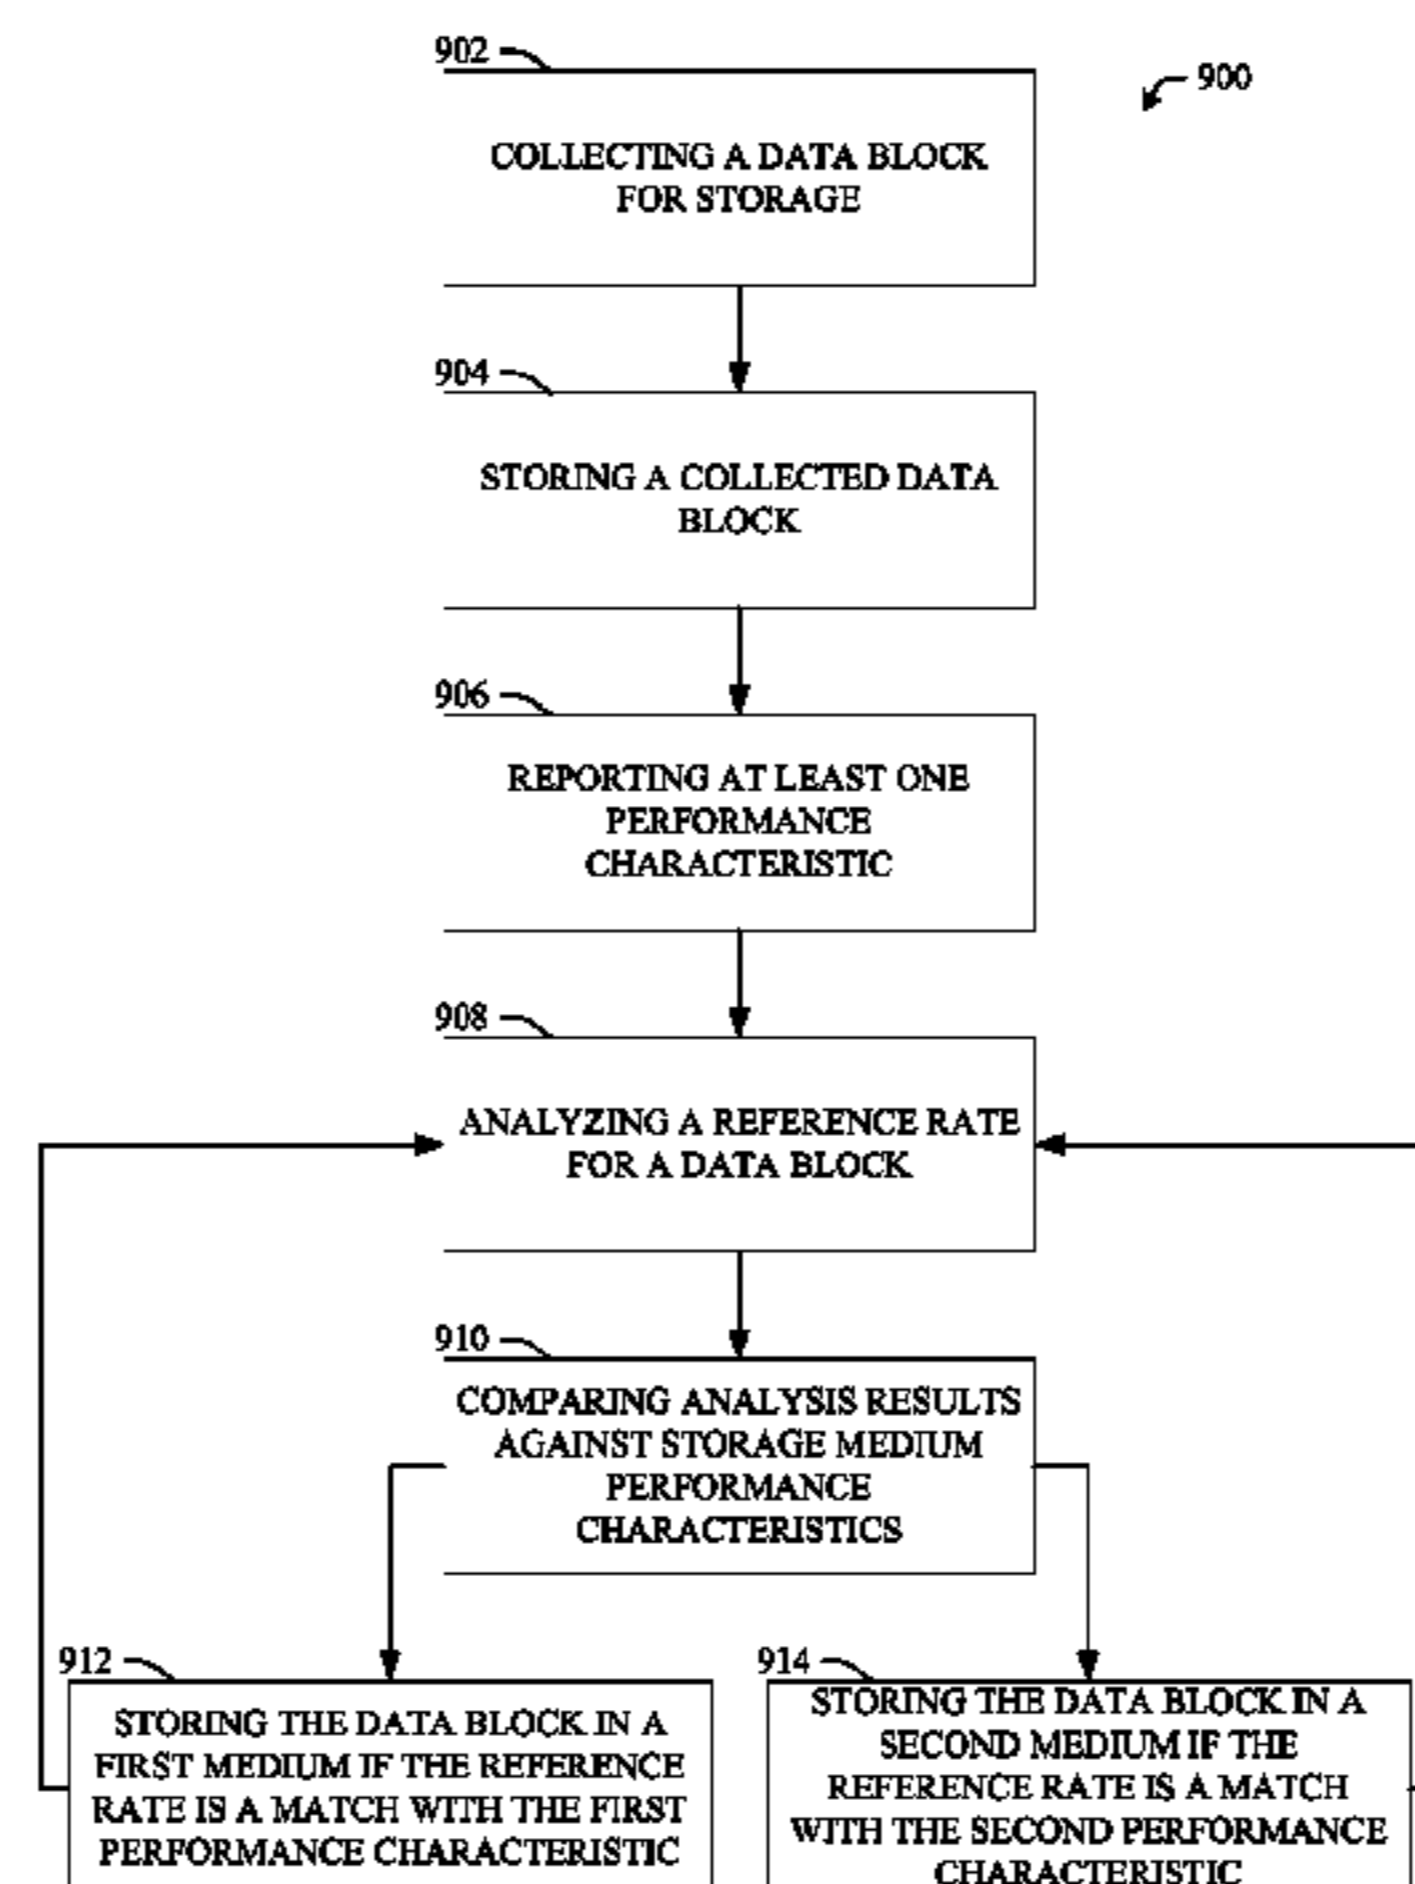 902
900
COLLECTING A DATA BLOCK
FOR STORAGE
904
STORING A COLLECTED DATA
BLOCK
906
REPORTING AT LEAST ONE
PERFORMANCE
CHARACTERISTIC
908
ANALYZING A REFERENCE RATE
FOR A DATA BLOCK
910
COMPARING ANALYSIS RESULTS
AGAINST STORAGE MEDIUM
PERFORMANCE
CHARACTERISTICS
912
STORING THE DATA BLOCK IN A
FIRST MEDIUM IF THE REFERENCE
RATE IS A MATCH WITH THE FIRST
PERFORMANCE CHARACTERISTIC
914
STORING THE DATA BLOCK IN A
SECOND MEDIUM IF THE
REFERENCE RATE IS A MATCH
WITH THE SECOND PERFORMANCE
CHARACTERISTIC